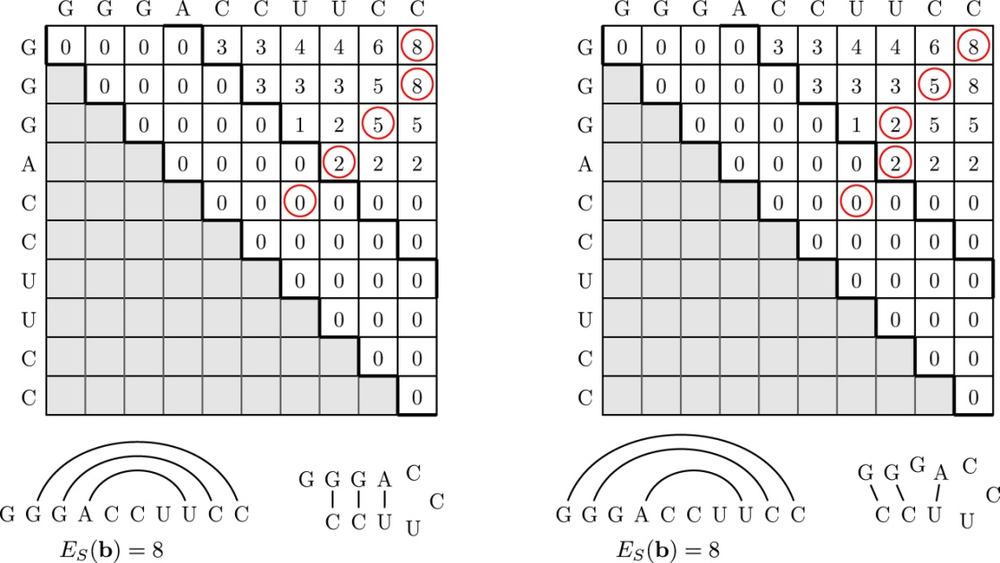 G G G A C C U U C C
G 0 0 0 0 3 3 4 4 6 8
G 0 0 0 0 3 3 3 5 8
G 0 0 0 0 1 2 5 5
A 0 0 0 0 2 2 2
C 0 0 0 0 0 0
C 0 0 0 0 0
U 0 0 0 0
U 0 0 0
C 0 0
C 0
G G G A C C U U C C
E_S(b) = 8
G G G A C
C
C C U U
G G G A C C U U C C
G 0 0 0 0 3 3 4 4 6 8
G 0 0 0 0 3 3 3 5 8
G 0 0 0 0 1 2 5 5
A 0 0 0 0 2 2 2
C 0 0 0 0 0 0
C 0 0 0 0 0
U 0 0 0 0
U 0 0 0
C 0 0
C 0
G G G A C C U U C C
E_S(b) = 8
G G G A C
C
C C U U